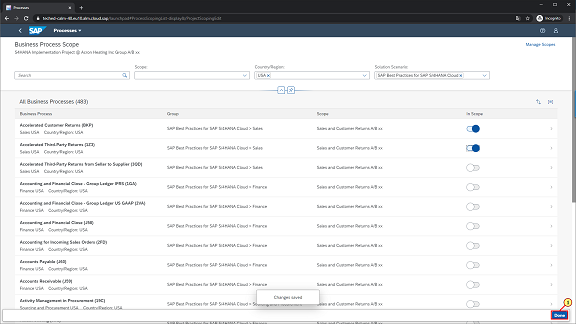 Processes
teched-calm-48.eu10.alm.cloud.sap/launchpad#ProcessScopingList-display&/ProjectScopingEdit
Incognito
SAP Processes
Business Process Scope
S4HANA Implementation Project @ Axxon Hosting Inc Group A/B xx
Manage Scopes
Scope: Country/Region: Solution Scenario:
Search USA SAP Best Practices for SAP S/4HANA Cloud
All Business Processes (483)
Business Process Group Scope In Scope
Accelerated Customer Returns (BKP)
Sales USA Country/Region: USA
SAP Best Practices for SAP S/4HANA Cloud > Sales Sales and Customer Returns A/B xx
Accelerated Third-Party Returns (1Z3)
Sales USA Country/Region: USA
SAP Best Practices for SAP S/4HANA Cloud > Sales Sales and Customer Returns A/B xx
Accelerated Third-Party Returns from Seller to Supplier (3QD)
Sales USA Country/Region: USA
SAP Best Practices for SAP S/4HANA Cloud > Sales Sales and Customer Returns A/B xx
Accounting and Financial Close - Group Ledger IFRS (1GA)
Finance USA Country/Region: USA
SAP Best Practices for SAP S/4HANA Cloud > Finance Sales and Customer Returns A/B xx
Accounting and Financial Close - Group Ledger US GAAP (2VA)
Finance USA Country/Region: USA
SAP Best Practices for SAP S/4HANA Cloud > Finance Sales and Customer Returns A/B xx
Accounting and Financial Close (J58)
Finance USA Country/Region: USA
SAP Best Practices for SAP S/4HANA Cloud > Finance Sales and Customer Returns A/B xx
Accounting for Incoming Sales Orders (2FD)
Finance USA Country/Region: USA
SAP Best Practices for SAP S/4HANA Cloud > Finance Sales and Customer Returns A/B xx
Accounts Payable (J60)
Finance USA Country/Region: USA
SAP Best Practices for SAP S/4HANA Cloud > Finance Sales and Customer Returns A/B xx
Accounts Receivable (J59)
Finance USA Country/Region: USA
SAP Best Practices for SAP S/4HANA Cloud > Finance Sales and Customer Returns A/B xx
Activity Management in Procurement (19C)
Sourcing and Procurement USA Country/Region: USA
Sales and Customer Returns A/B xx
Changes saved
1
Done